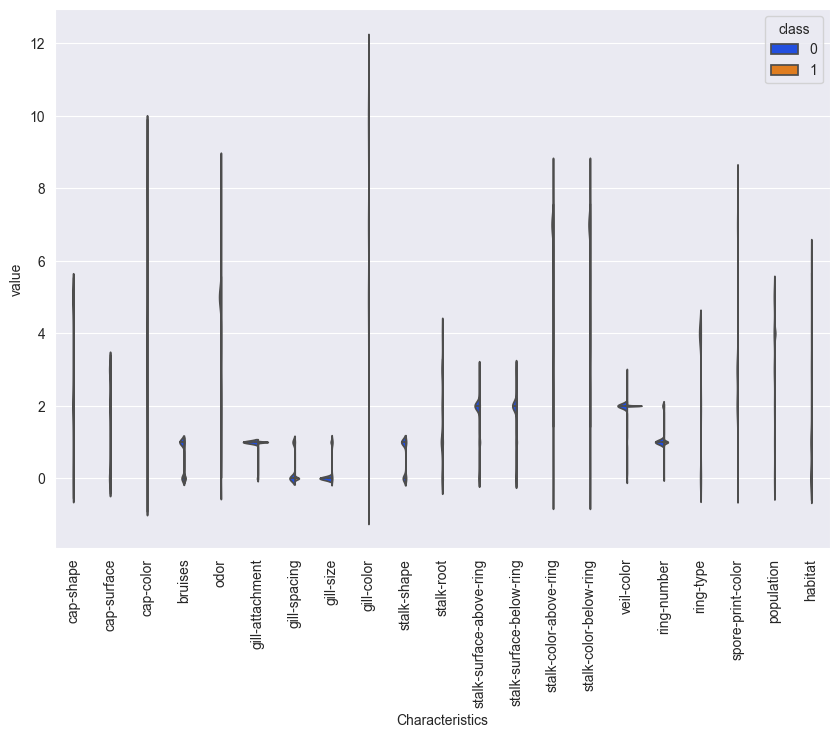 class
0
1
12
10
8
6
4
2
0
value
cap-shape
cap-surface
cap-color
bruises
odor
gill-attachment
gill-spacing
gill-size
gill-color
stalk-shape
stalk-root
stalk-surface-above-ring
stalk-surface-below-ring
stalk-color-above-ring
stalk-color-below-ring
veil-color
ring-number
ring-type
spore-print-color
population
habitat
Characteristics